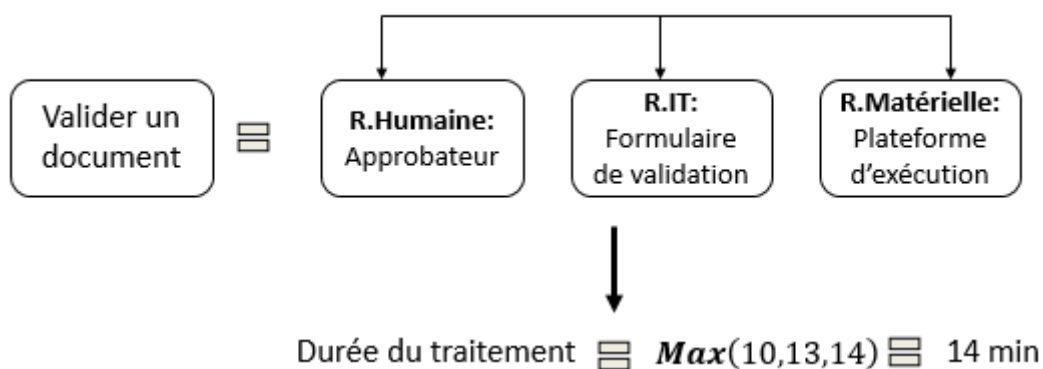 Valider un
document
R.Humaine:
Approbateur
R.IT:
Formulaire
de validation
R.Matérielle:
Plateforme
d’exécution
Durée du traitement = Max(10,13,14) = 14 min